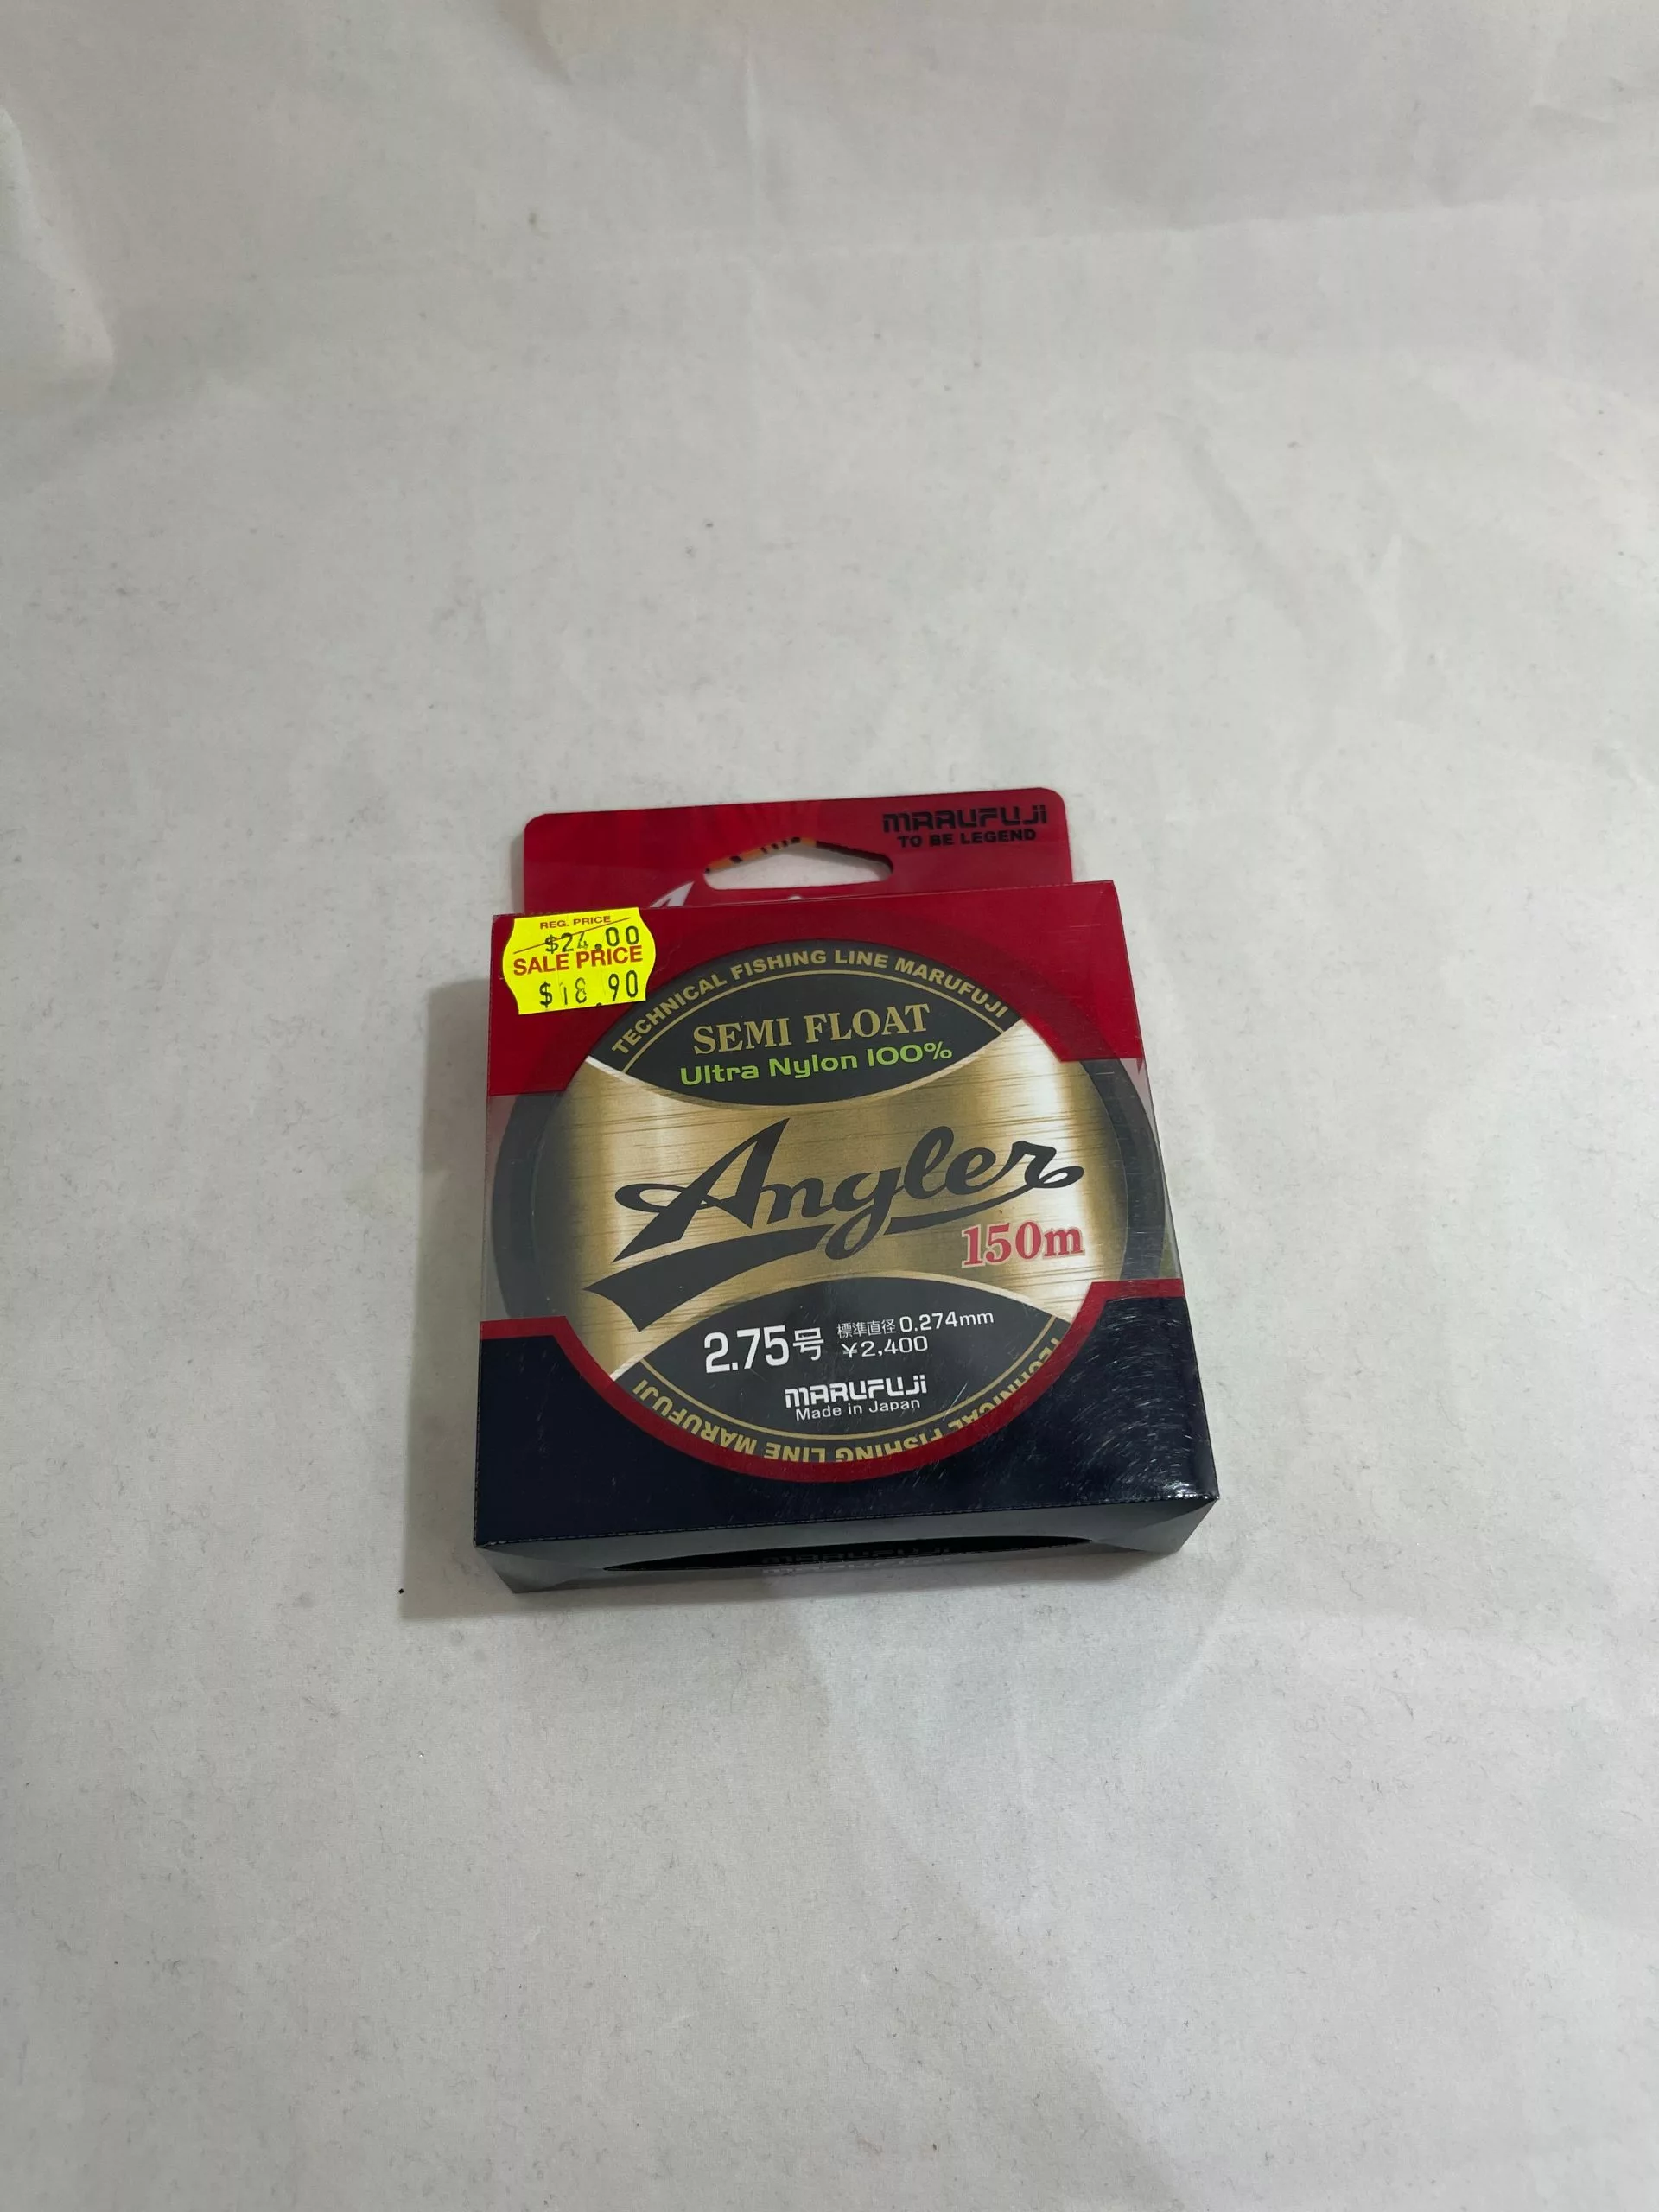 MARUFUJI
TO BE LEGEND
REG. PRICE
$24.00
SALE PRICE
$18.90
TECHNICAL FISHING LINE MARUFUJI
SEMI FLOAT
Ultra Nylon 100%
Angler
150m
2.75号 標準直径0.274mm
¥2,400
MARUFUJI
Made in Japan
TECHNICAL FISHING LINE MARUFUJI
MARUFUJI